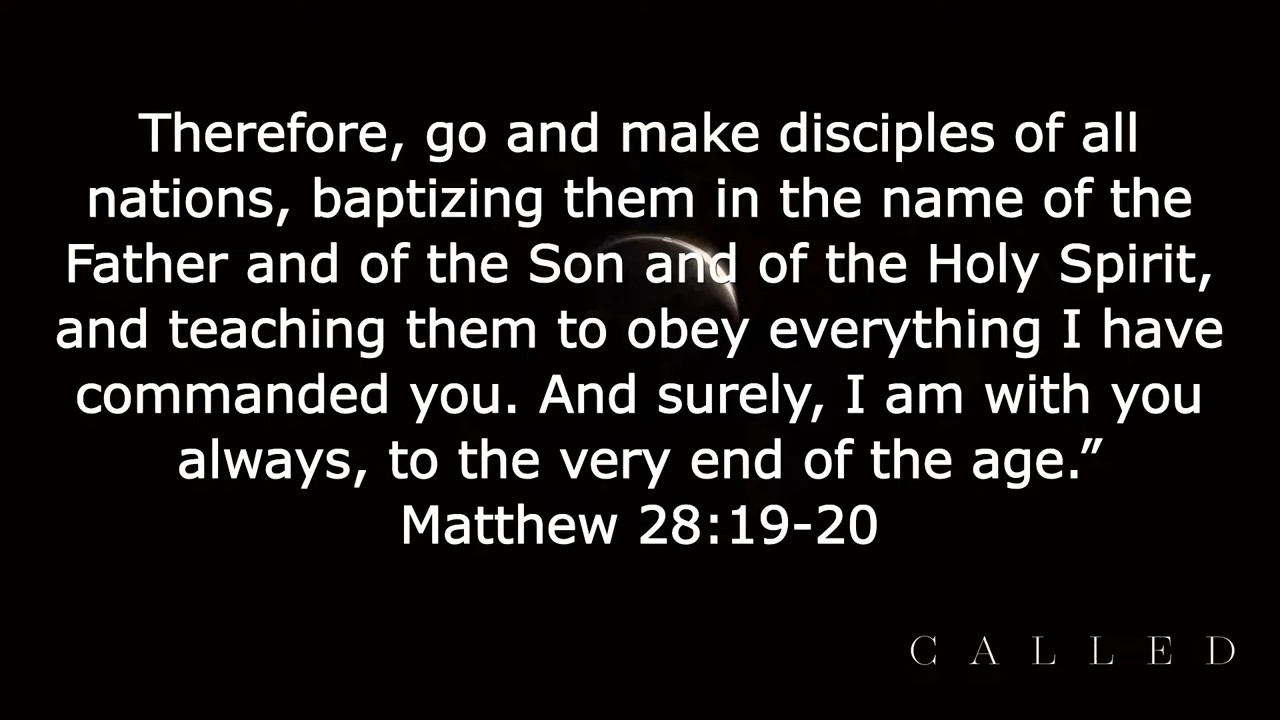 Therefore, go and make disciples of all
nations, baptizing them in the name of the
Father and of the Son and of the Holy Spirit,
and teaching them to obey everything I have
commanded you. And surely, I am with you
always, to the very end of the age.”
Matthew 28:19-20
CALLED